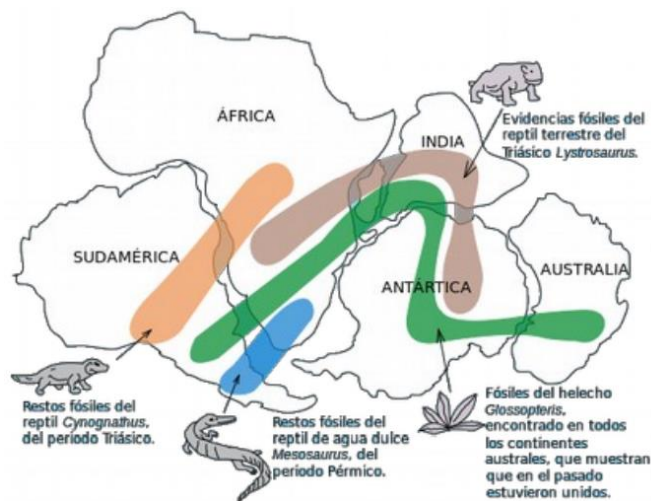 ÁFRICA
INDIA
Evidencias fósiles del
reptil terrestre del
Triásico Lystrosaurus.
SUDAMÉRICA
ANTÁRTICA
AUSTRALIA
Restos fósiles del
reptil Cynognathus,
del periodo Triásico.
Restos fósiles del
reptil de agua dulce
Mesosaurus, del
periodo Pérmico.
Fósiles del helecho
Glossopteris,
encontrado en todos
los continentes
australes, que muestran
que en el pasado
estuvieron unidos.